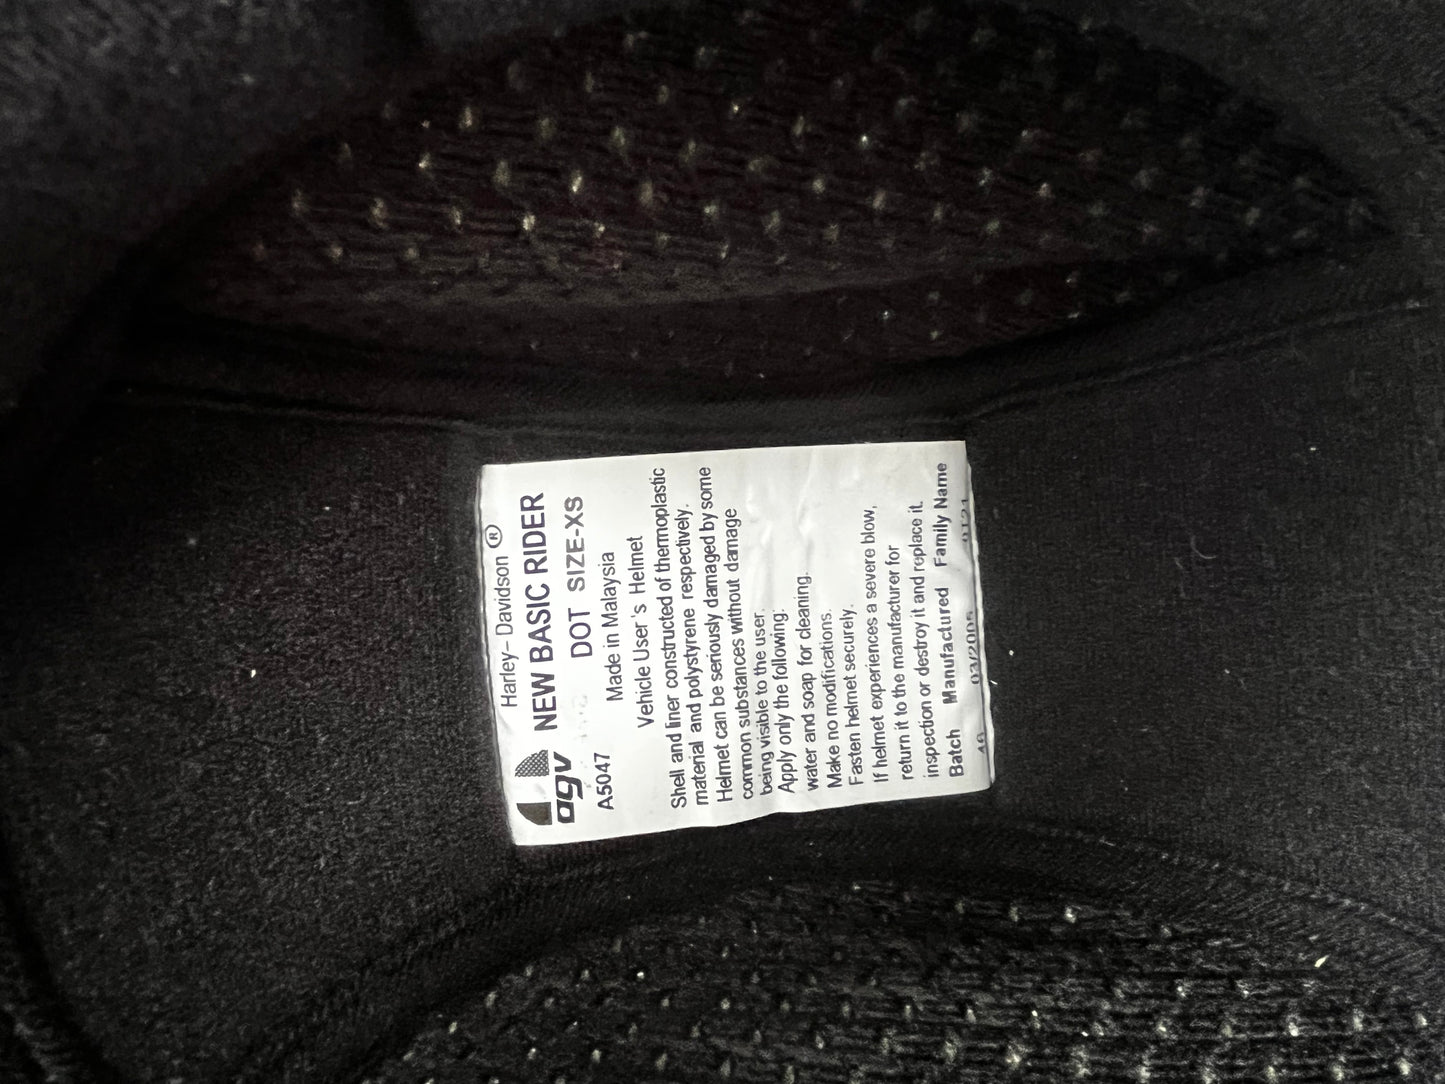 Harley-Davidson ®
agv NEW BASIC RIDER
DOT SIZE-XS
A5047 Made in Malaysia
Vehicle User's Helmet
Shell and liner constructed of thermoplastic
material and polystyrene respectively.
Helmet can be seriously damaged by some
common substances without damage
being visible to the user.
Apply only the following:
water and soap for cleaning.
Make no modifications.
Fasten helmet securely.
If helmet experiences a severe blow,
return it to the manufacturer for
inspection or destroy it and replace it.
Batch Manufactured Family Name
03/2005